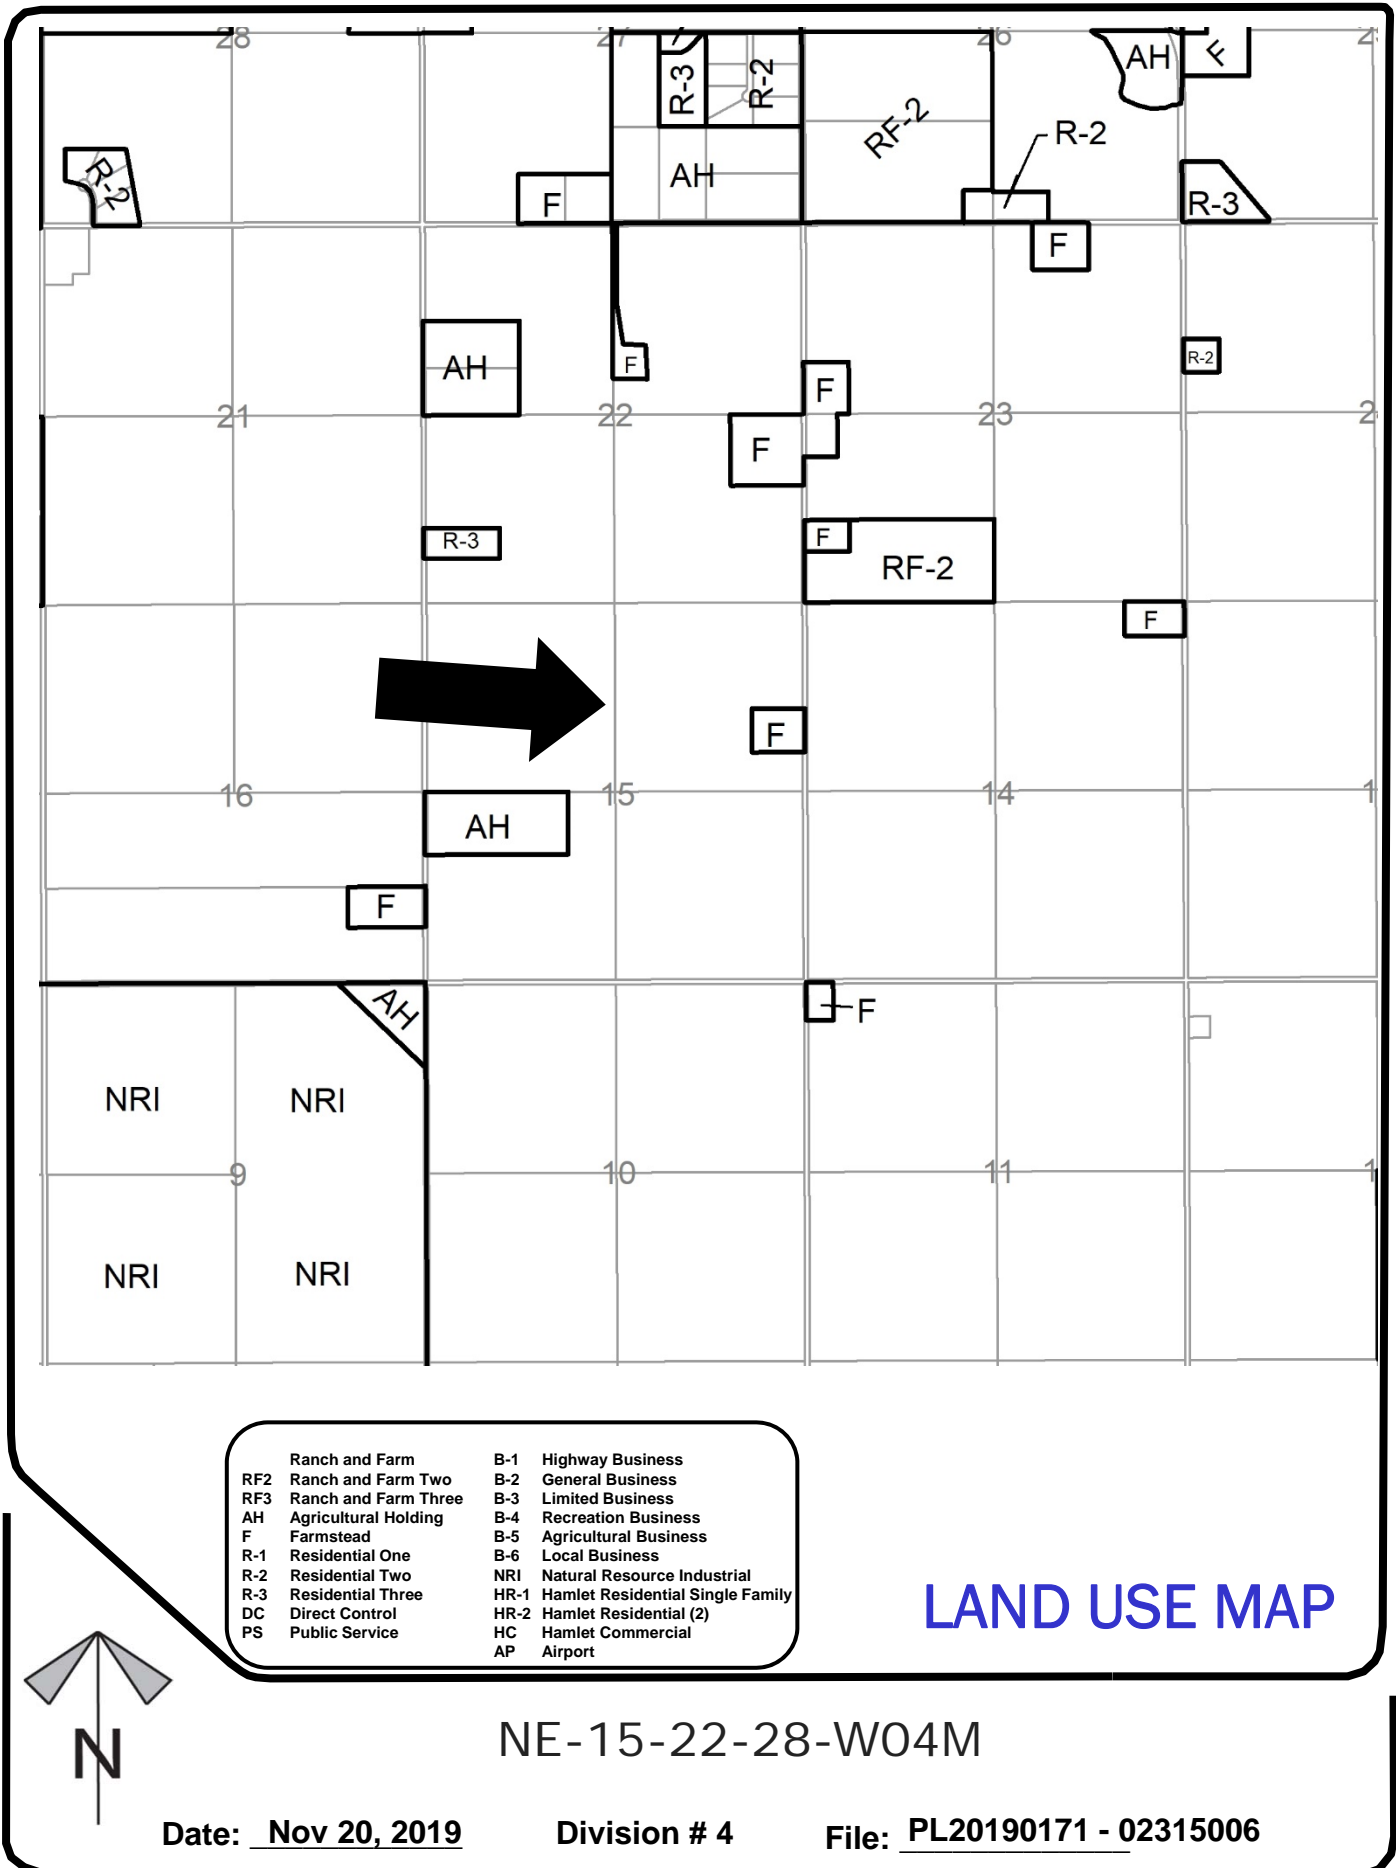 28
27
26
R-3
R-2
RF-2
AH
F
R-2
R-2
F
AH
R-3
F
AH
F
R-2
F
21
22
23
2
F
R-3
F
RF-2
F
F
16
15
14
1
AH
F
AH
F
NRI
NRI
9
10
11
1
NRI
NRI
Ranch and Farm
RF2 Ranch and Farm Two
RF3 Ranch and Farm Three
AH Agricultural Holding
F Farmstead
R-1 Residential One
R-2 Residential Two
R-3 Residential Three
DC Direct Control
PS Public Service
B-1 Highway Business
B-2 General Business
B-3 Limited Business
B-4 Recreation Business
B-5 Agricultural Business
B-6 Local Business
NRI Natural Resource Industrial
HR-1 Hamlet Residential Single Family
HR-2 Hamlet Residential (2)
HC Hamlet Commercial
AP Airport
LAND USE MAP
N
NE-15-22-28-W04M
Date: Nov 20, 2019 Division # 4 File: PL20190171 - 02315006